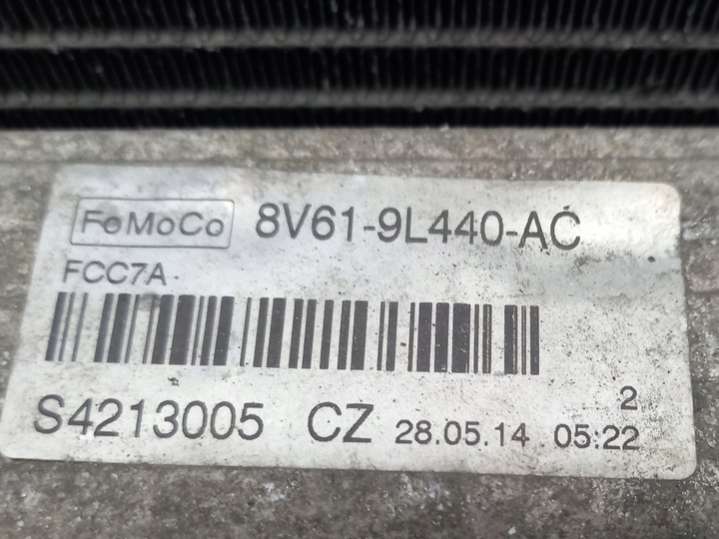 FoMoCo 8V61-9L440-AC
FCC7A
2
S4213005 CZ 28.05.14 05:22